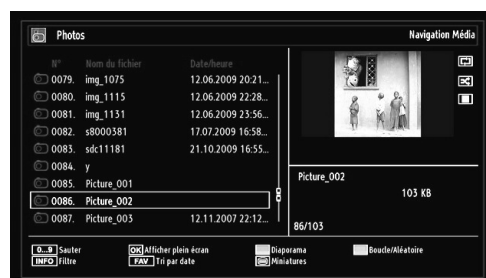 Photos Navigation Média
N° Nom du fichier Date/heure
0079. img_1075 12.06.2009 20:21...
0080. img_1115 12.06.2009 22:28...
0081. img_1131 12.06.2009 23:56...
0082. s8000381 17.07.2009 16:58...
0083. sdc11181 21.10.2009 16:55...
0084. y
0085. Picture_001
0086. Picture_002
0087. Picture_003 12.11.2007 22:12...
Picture_002
103 KB
86/103
0...9 Sauter OK Afficher plein écran Diaporama Boucle/Aléatoire
INFO Filtre FAV Tri par date Miniatures